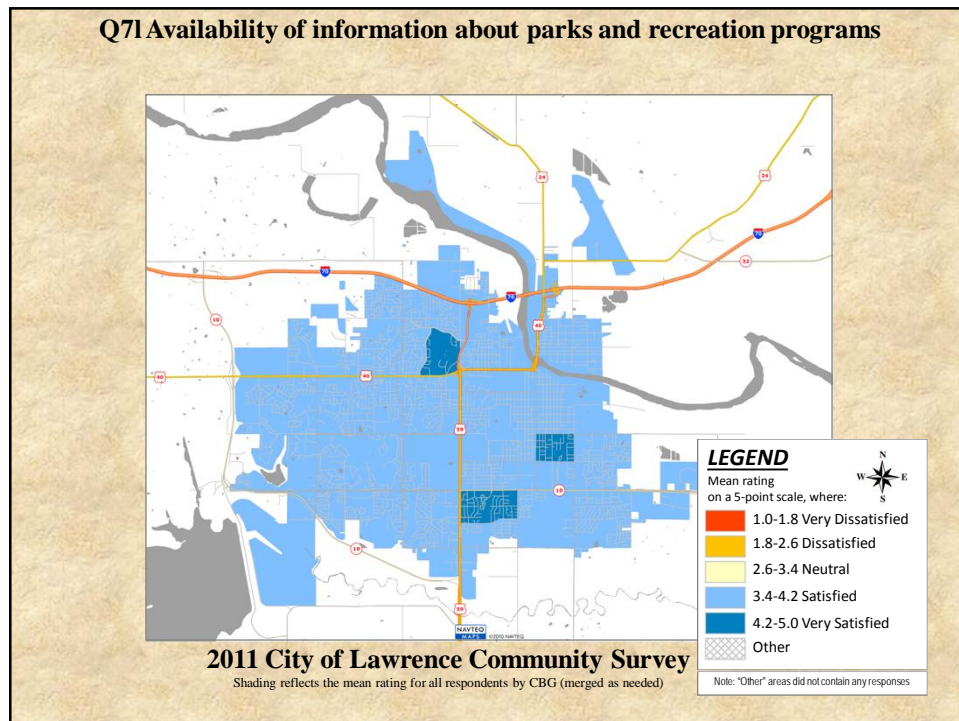 Q7l Availability of information about parks and recreation programs
24
24
70
70
32
10
70
40
40
40
59
10
10
59
NAVTEQ
MAPS
©2010 NAVTEQ
LEGEND
Mean rating
on a 5-point scale, where:
N
W
E
S
1.0-1.8 Very Dissatisfied
1.8-2.6 Dissatisfied
2.6-3.4 Neutral
3.4-4.2 Satisfied
4.2-5.0 Very Satisfied
Other
Note: "Other" areas did not contain any responses
2011 City of Lawrence Community Survey
Shading reflects the mean rating for all respondents by CBG (merged as needed)